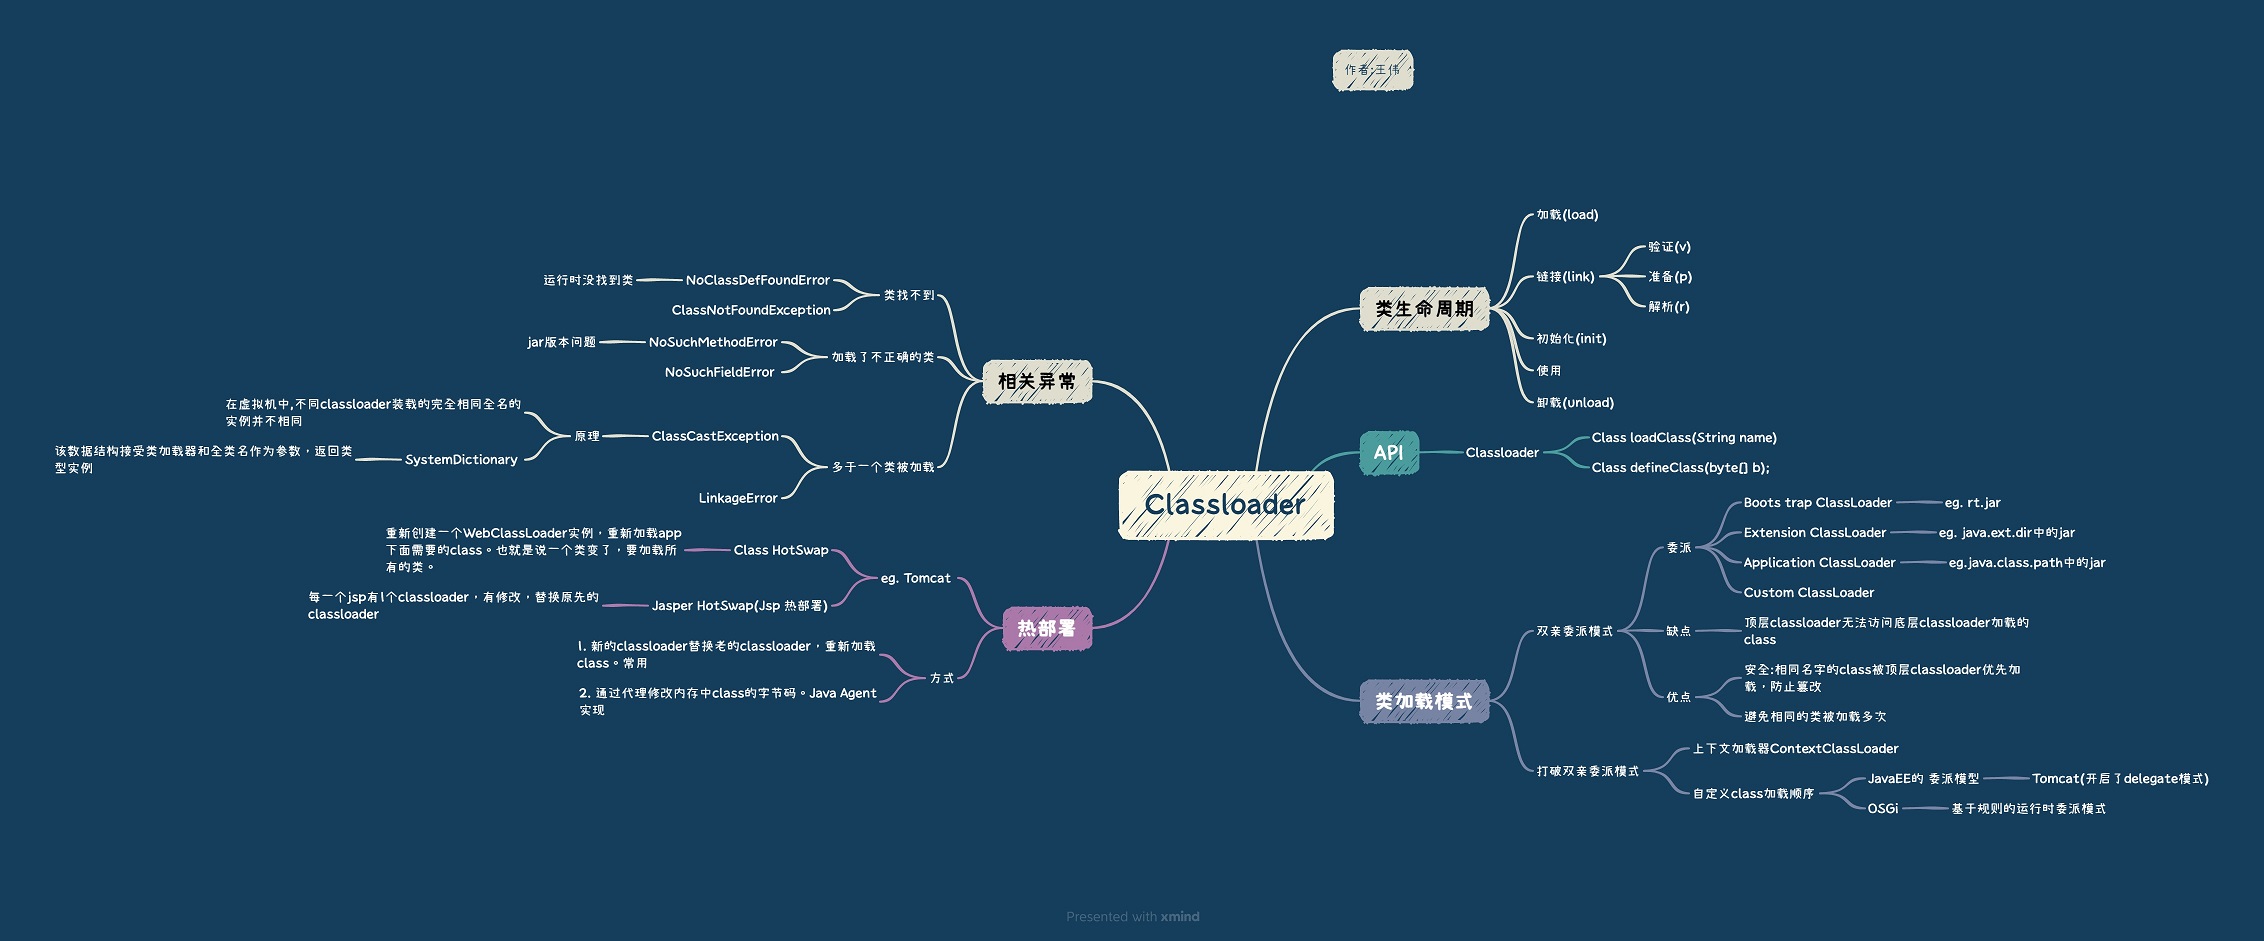 作者:王伟
Classloader
类生命周期
加载(load)
链接(link)
验证(v)
准备(p)
解析(r)
初始化(init)
使用
卸载(unload)
API
Classloader
Class loadClass(String name)
Class defineClass(byte[] b);
类加载模式
双亲委派模式
委派
Boots trap ClassLoader
eg. rt.jar
Extension ClassLoader
eg. java.ext.dir中的jar
Application ClassLoader
eg.java.class.path中的jar
Custom ClassLoader
缺点
顶层classloader无法访问底层classloader加载的
class
优点
安全:相同名字的class被顶层classloader优先加
载，防止篡改
避免相同的类被加载多次
打破双亲委派模式
上下文加载器ContextClassLoader
自定义class加载顺序
JavaEE的 委派模型
Tomcat(开启了delegate模式)
OSGi
基于规则的运行时委派模式
相关异常
类找不到
NoClassDefFoundError
运行时没找到类
ClassNotFoundException
加载了不正确的类
NoSuchMethodError
jar版本问题
NoSuchFieldError
多于一个类被加载
ClassCastException
原理
在虚拟机中,不同classloader装载的完全相同全名的
实例并不相同
SystemDictionary
该数据结构接受类加载器和全类名作为参数，返回类
型实例
LinkageError
热部署
eg. Tomcat
Class HotSwap
重新创建一个WebClassLoader实例，重新加载app
下面需要的class。也就是说一个类变了，要加载所
有的类。
Jasper HotSwap(Jsp 热部署)
每一个jsp有1个classloader，有修改，替换原先的
classloader
方式
1. 新的classloader替换老的classloader，重新加载
class。常用
2. 通过代理修改内存中class的字节码。Java Agent
实现
Presented with xmind